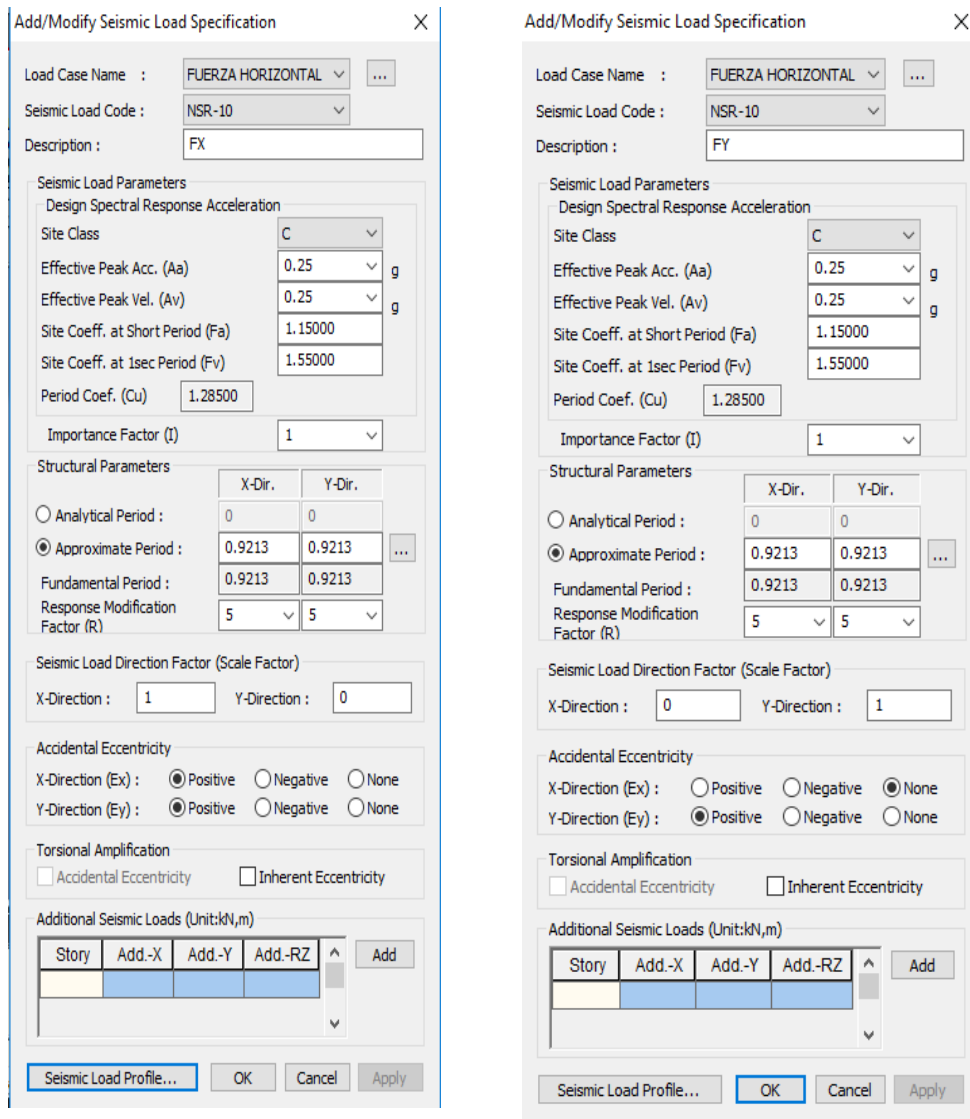 Add/Modify Seismic Load Specification
Load Case Name : FUERZA HORIZONTAL ...
Seismic Load Code : NSR-10
Description : FX
Seismic Load Parameters
Design Spectral Response Acceleration
Site Class C
Effective Peak Acc. (Aa) 0.25 g
Effective Peak Vel. (Av) 0.25 g
Site Coeff. at Short Period (Fa) 1.15000
Site Coeff. at 1sec Period (Fv) 1.55000
Period Coef. (Cu) 1.28500
Importance Factor (I) 1
Structural Parameters
X-Dir. Y-Dir.
Analytical Period : 0 0
Approximate Period : 0.9213 0.9213 ...
Fundamental Period : 0.9213 0.9213
Response Modification
Factor (R) 5 5
Seismic Load Direction Factor (Scale Factor)
X-Direction : 1 Y-Direction : 0
Accidental Eccentricity
X-Direction (Ex) : Positive Negative None
Y-Direction (Ey) : Positive Negative None
Torsional Amplification
Accidental Eccentricity Inherent Eccentricity
Additional Seismic Loads (Unit:kN,m)
Story Add.-X Add.-Y Add.-RZ Add
Seismic Load Profile... OK Cancel Apply
Add/Modify Seismic Load Specification
Load Case Name : FUERZA HORIZONTAL ...
Seismic Load Code : NSR-10
Description : FY
Seismic Load Parameters
Design Spectral Response Acceleration
Site Class C
Effective Peak Acc. (Aa) 0.25 g
Effective Peak Vel. (Av) 0.25 g
Site Coeff. at Short Period (Fa) 1.15000
Site Coeff. at 1sec Period (Fv) 1.55000
Period Coef. (Cu) 1.28500
Importance Factor (I) 1
Structural Parameters
X-Dir. Y-Dir.
Analytical Period : 0 0
Approximate Period : 0.9213 0.9213 ...
Fundamental Period : 0.9213 0.9213
Response Modification
Factor (R) 5 5
Seismic Load Direction Factor (Scale Factor)
X-Direction : 0 Y-Direction : 1
Accidental Eccentricity
X-Direction (Ex) : Positive Negative None
Y-Direction (Ey) : Positive Negative None
Torsional Amplification
Accidental Eccentricity Inherent Eccentricity
Additional Seismic Loads (Unit:kN,m)
Story Add.-X Add.-Y Add.-RZ Add
Seismic Load Profile... OK Cancel Apply